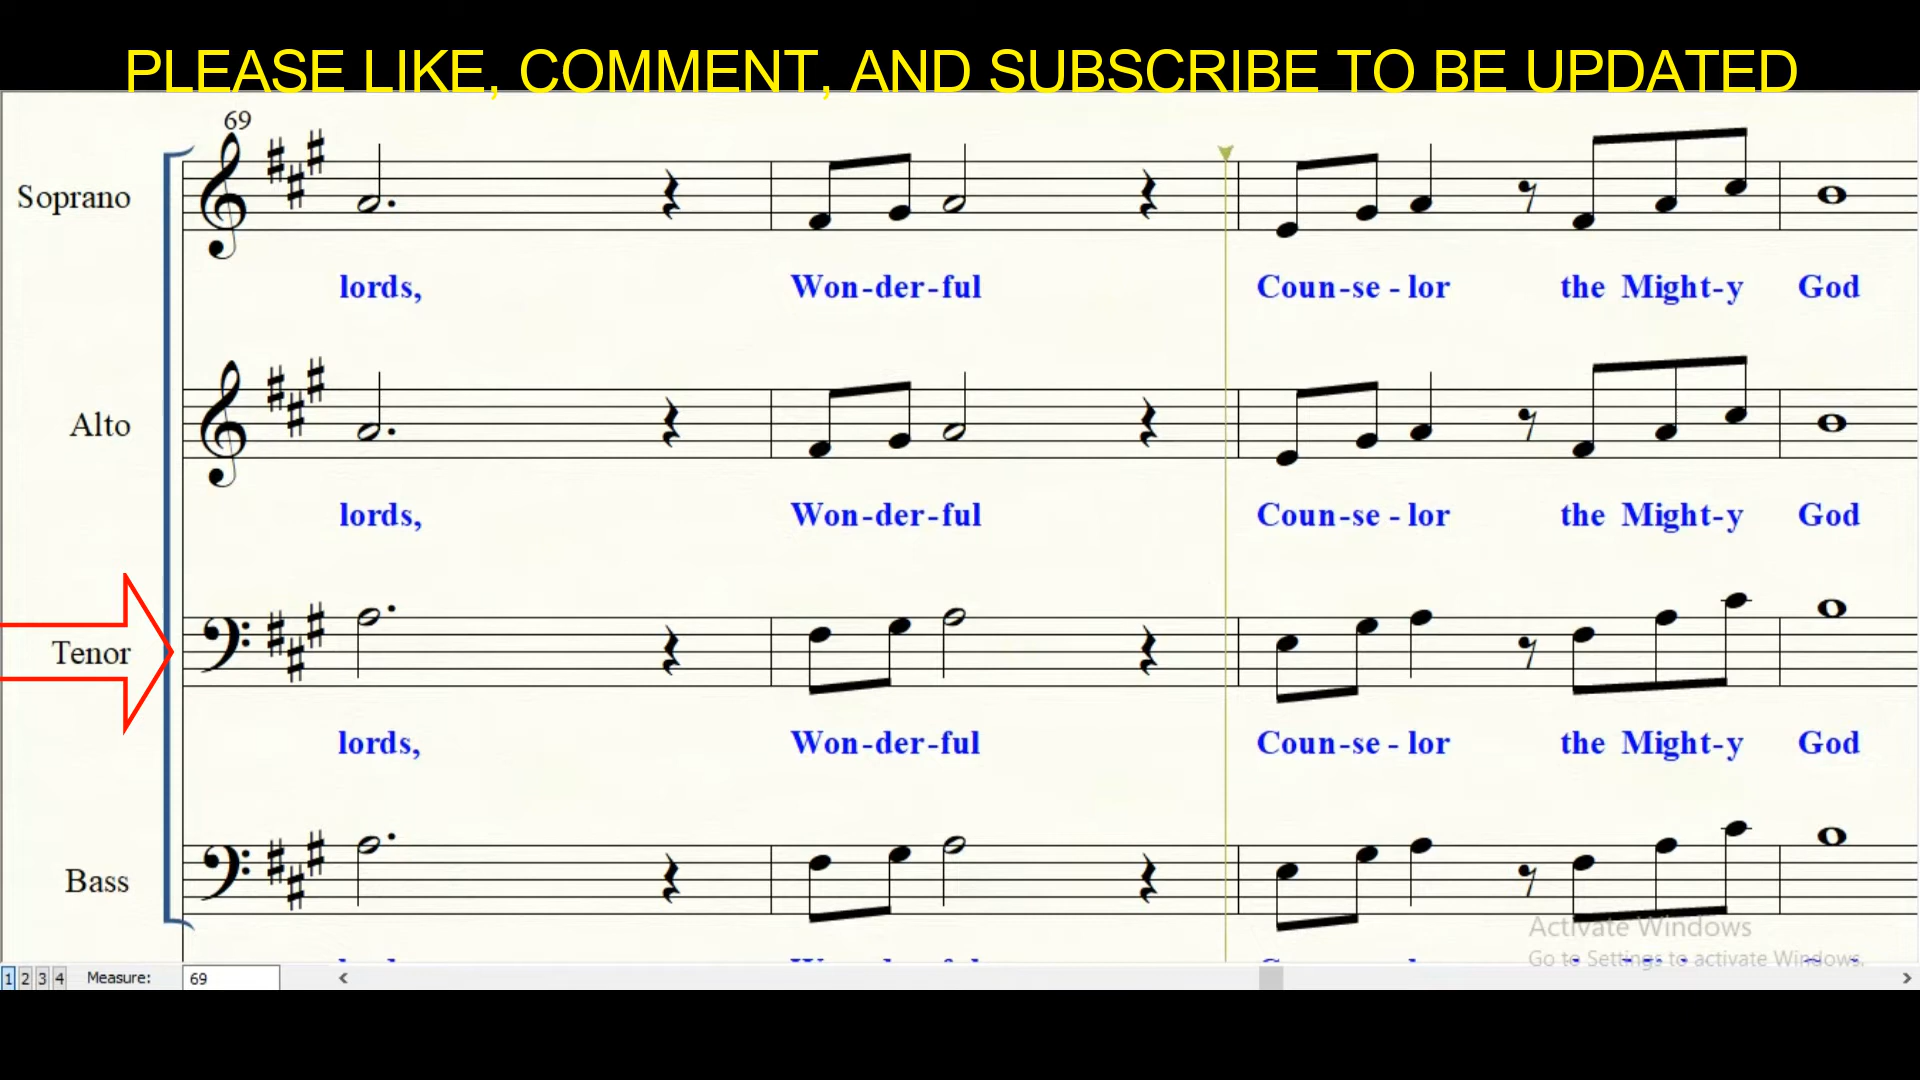 PLEASE LIKE, COMMENT, AND SUBSCRIBE TO BE UPDATED
69
Soprano
lords, Won-der-ful Coun-se-lor the Might-y God
Alto
lords, Won-der-ful Coun-se-lor the Might-y God
Tenor
lords, Won-der-ful Coun-se-lor the Might-y God
Bass
Activate Windows
Go to Settings to activate Windows.
1 2 3 4 Measure: 69